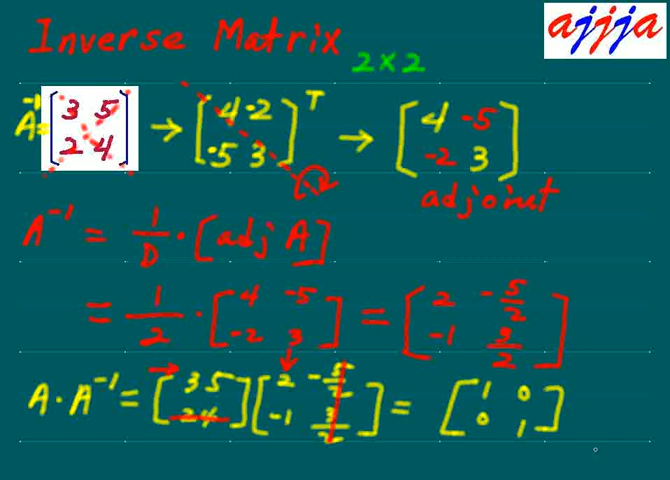 Inverse Matrix 2×2
ajjja
A⁻¹= [3 5; 2 4] → [4 -2; -5 3]ᵀ → [4 -5; -2 3]
adjoint
A⁻¹ = 1/D · [adj A]
= 1/2 · [4 -5; -2 3] = [2 -5/2; -1 3/2]
A·A⁻¹ = [3 5; 2 4][2 -5/2; -1 3/2] = [1 0; 0 1]